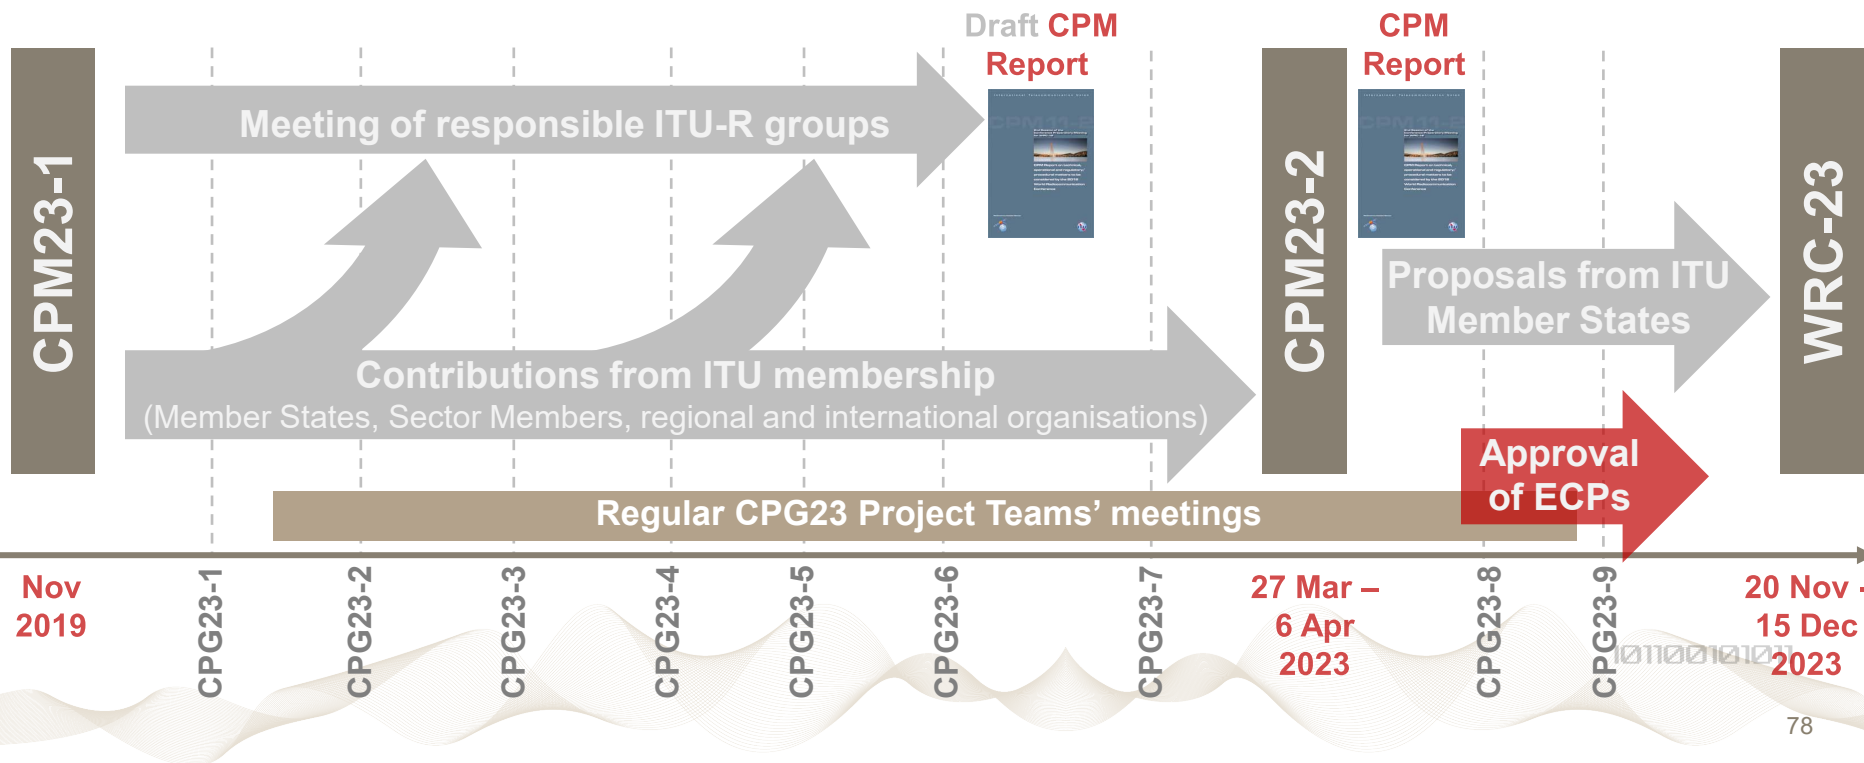 Draft CPM
Report
CPM
Report
CPM23-1
Meeting of responsible ITU-R groups
CPM23-2
WRC-23
Proposals from ITU
Member States
Contributions from ITU membership
(Member States, Sector Members, regional and international organisations)
Approval
of ECPs
Regular CPG23 Project Teams’ meetings
Nov
2019
CPG23-1
CPG23-2
CPG23-3
CPG23-4
CPG23-5
CPG23-6
CPG23-7
27 Mar –
6 Apr
2023
CPG23-8
CPG23-9
20 Nov -
15 Dec
2023
78